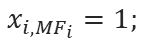 $x_{i,MF_i} = 1;$